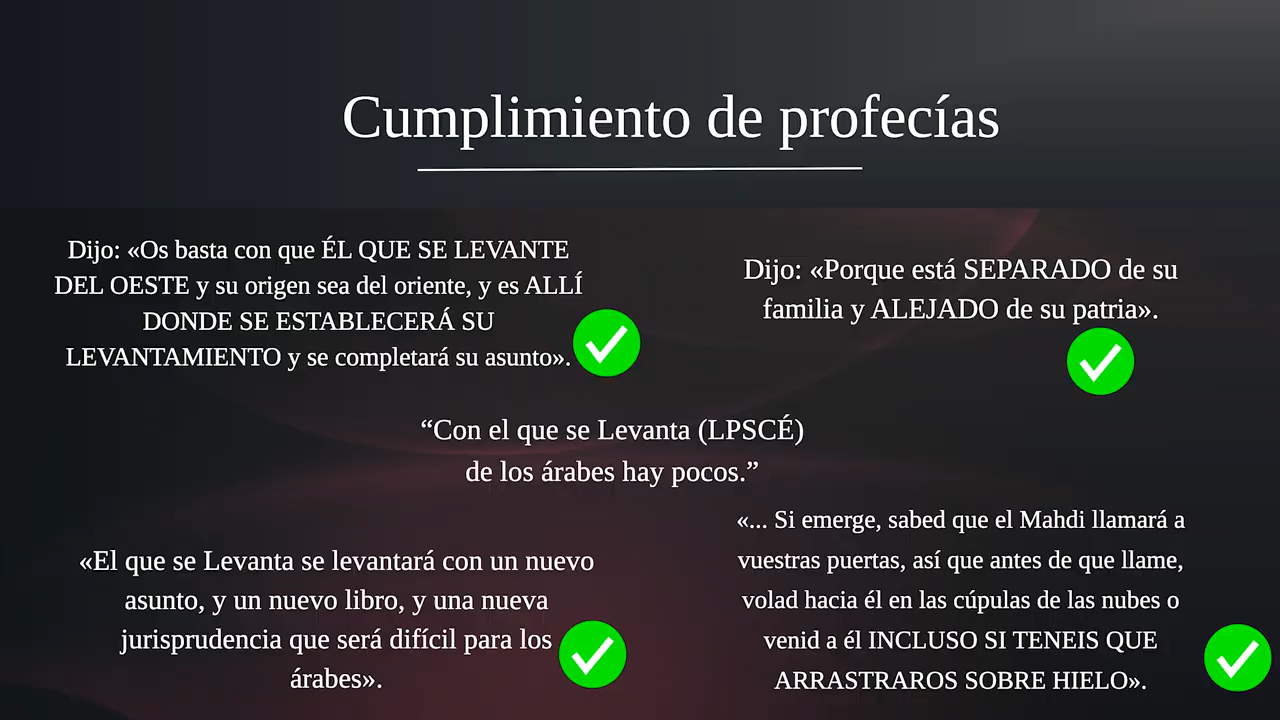 Cumplimiento de profecías
Dijo: «Os basta con que ÉL QUE SE LEVANTE
DEL OESTE y su origen sea del oriente, y es ALLÍ
DONDE SE ESTABLECERÁ SU
LEVANTAMIENTO y se completará su asunto».
Dijo: «Porque está SEPARADO de su
familia y ALEJADO de su patria».
“Con el que se Levanta (LPSCÉ)
de los árabes hay pocos.”
«El que se Levanta se levantará con un nuevo
asunto, y un nuevo libro, y una nueva
jurisprudencia que será difícil para los
árabes».
«... Si emerge, sabed que el Mahdi llamará a
vuestras puertas, así que antes de que llame,
volad hacia él en las cúpulas de las nubes o
venid a él INCLUSO SI TENEIS QUE
ARRASTRAROS SOBRE HIELO».